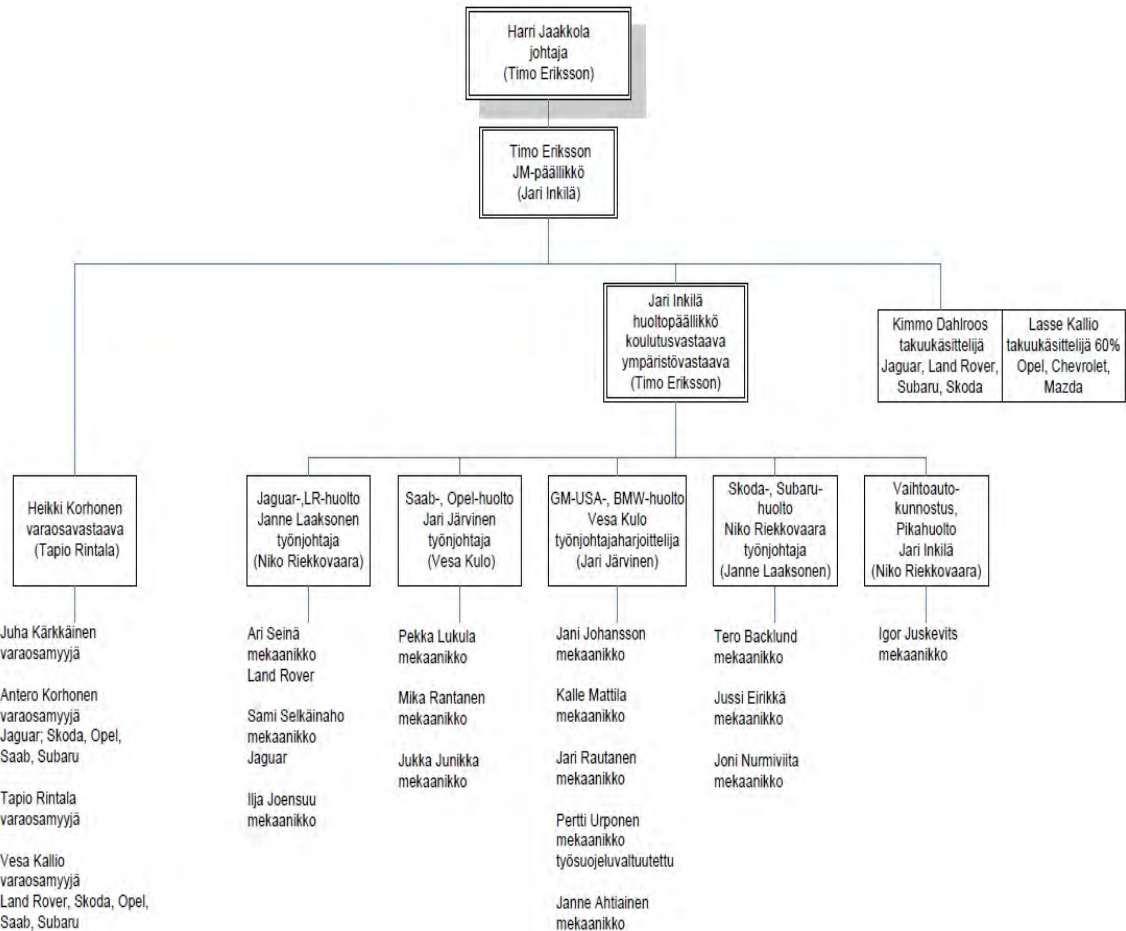 Harri Jaakkola
johtaja
(Timo Eriksson)
Timo Eriksson
JM-päällikkö
(Jari Inkilä)
Jari Inkilä
huoltopäällikkö
koulutusvastaava
ympäristövastaava
(Timo Eriksson)
Kimmo Dahlroos
takuukäsittelijä
Jaguar, Land Rover,
Subaru, Skoda
Lasse Kallio
takuukäsittelijä 60%
Opel, Chevrolet,
Mazda
Heikki Korhonen
varaosavastaava
(Tapio Rintala)
Jaguar-,LR-huolto
Janne Laaksonen
työnjohtaja
(Niko Riekkovaara)
Saab-, Opel-huolto
Jari Järvinen
työnjohtaja
(Vesa Kulo)
GM-USA-, BMW-huolto
Vesa Kulo
työnjohtajaharjoittelija
(Jari Järvinen)
Skoda-, Subaru-
huolto
Niko Riekkovaara
työnjohtaja
(Janne Laaksonen)
Vaihtoauto-
kunnostus,
Pikahuolto
Jari Inkilä
(Niko Riekkovaara)
Juha Kärkkäinen
varaosamyyjä
Antero Korhonen
varaosamyyjä
Jaguar; Skoda, Opel,
Saab, Subaru
Tapio Rintala
varaosamyyjä
Vesa Kallio
varaosamyyjä
Land Rover, Skoda, Opel,
Saab, Subaru
Ari Seinä
mekaanikko
Land Rover
Sami Selkäinaho
mekaanikko
Jaguar
Ilja Joensuu
mekaanikko
Pekka Lukula
mekaanikko
Mika Rantanen
mekaanikko
Jukka Junikka
mekaanikko
Jani Johansson
mekaanikko
Kalle Mattila
mekaanikko
Jari Rautanen
mekaanikko
Pertti Urponen
mekaanikko
työsuojeluvaltuutettu
Janne Ahtiainen
mekaanikko
Tero Backlund
mekaanikko
Jussi Eirikkä
mekaanikko
Joni Nurmiviita
mekaanikko
Igor Juskevits
mekaanikko